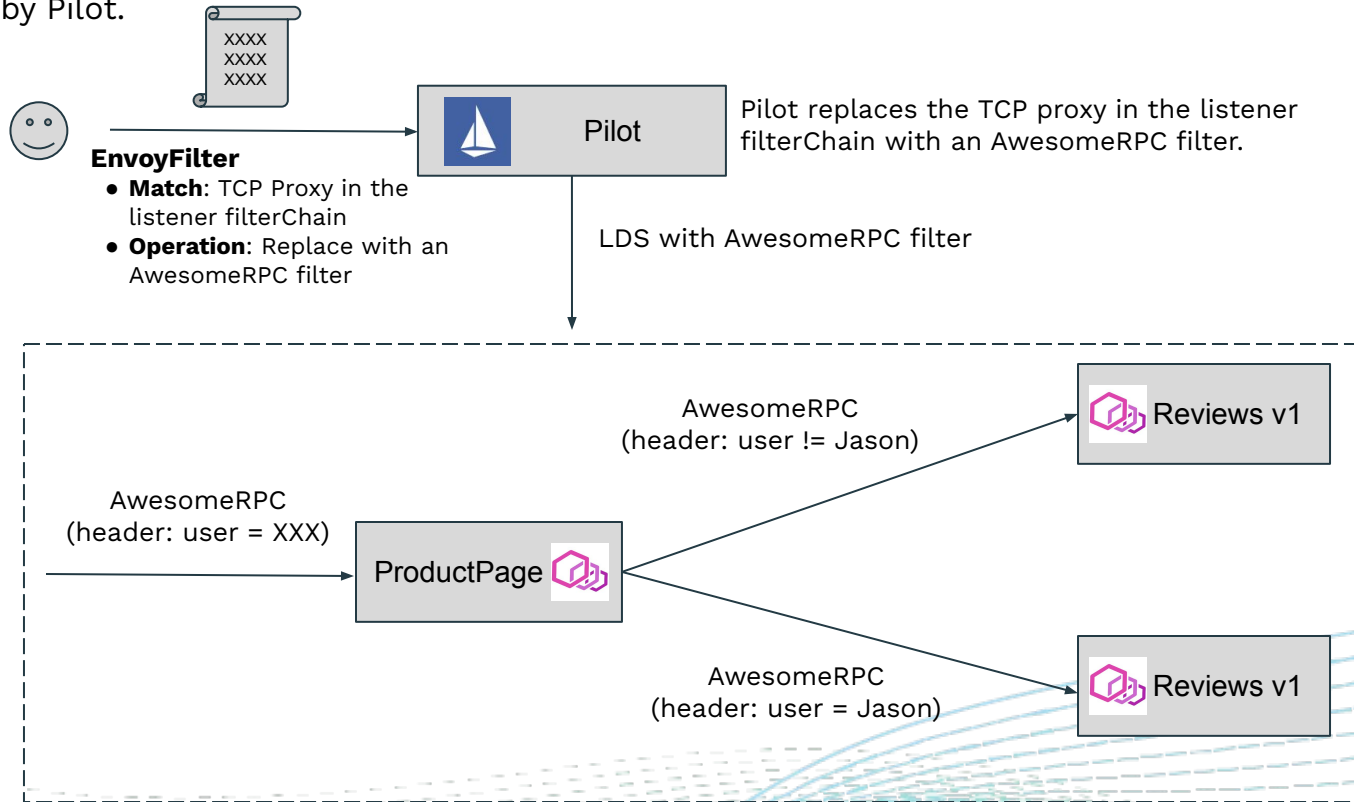 by Pilot.
XXXX
XXXX
XXXX
Pilot
Pilot replaces the TCP proxy in the listener
filterChain with an AwesomeRPC filter.
EnvoyFilter
● Match: TCP Proxy in the
listener filterChain
● Operation: Replace with an
AwesomeRPC filter
LDS with AwesomeRPC filter
AwesomeRPC
(header: user != Jason)
Reviews v1
AwesomeRPC
(header: user = XXX)
ProductPage
AwesomeRPC
(header: user = Jason)
Reviews v1